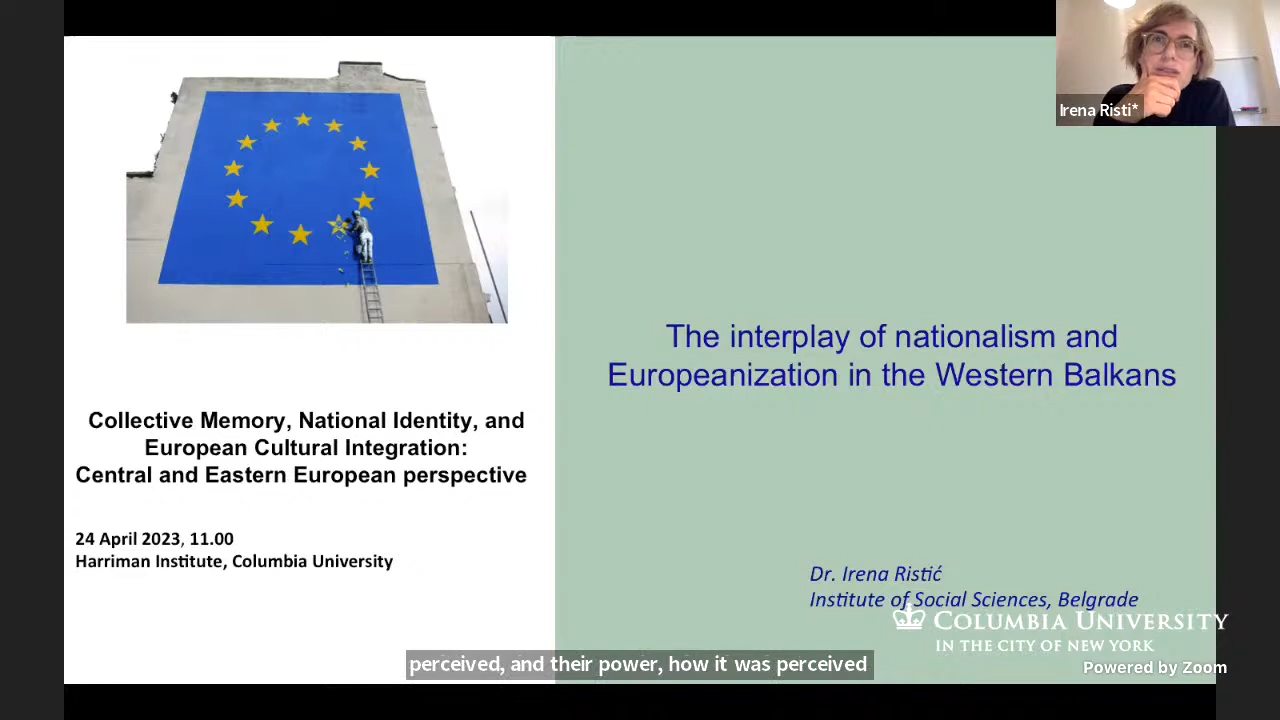 Irena Risti*
The interplay of nationalism and
Europeanization in the Western Balkans
Collective Memory, National Identity, and
European Cultural Integration:
Central and Eastern European perspective
24 April 2023, 11.00
Harriman Institute, Columbia University
Dr. Irena Ristić
Institute of Social Sciences, Belgrade
COLUMBIA UNIVERSITY
IN THE CITY OF NEW YORK
Powered by Zoom
perceived, and their power, how it was perceived